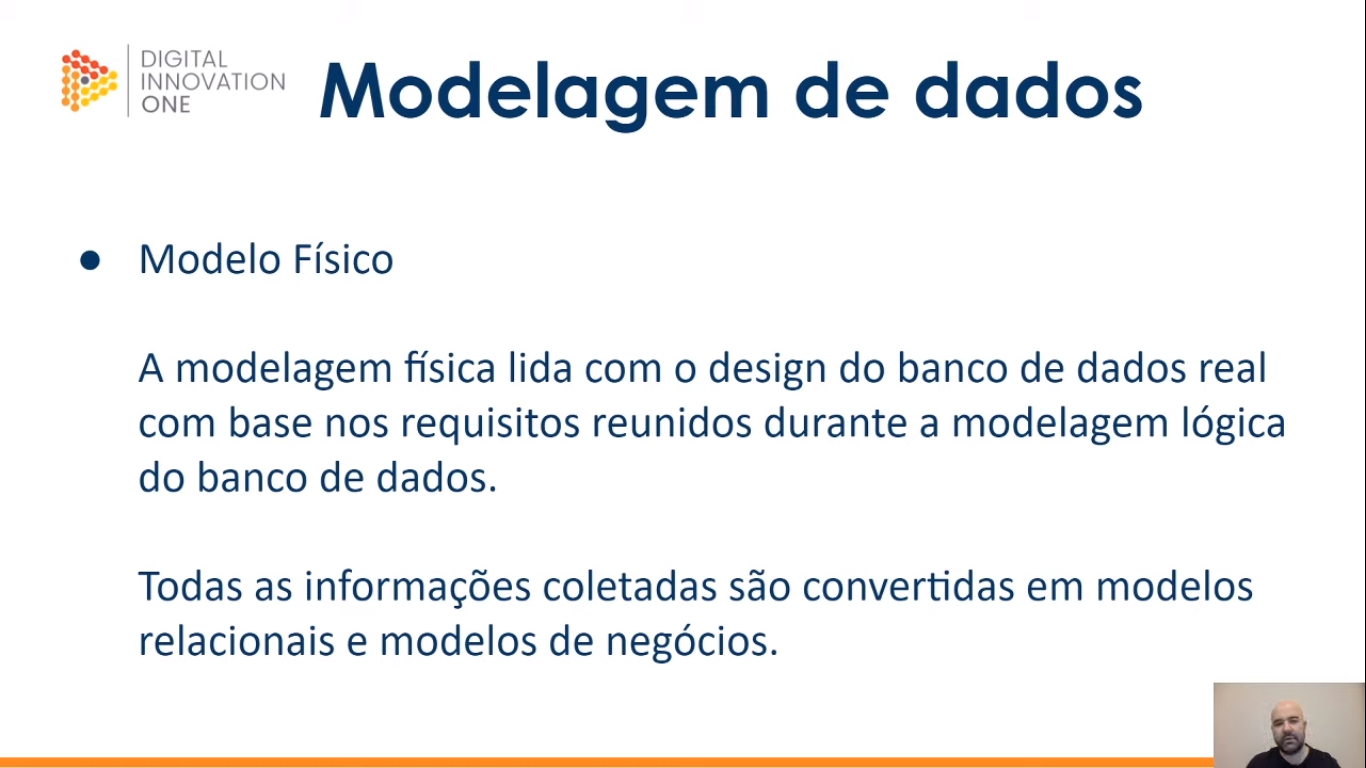 DIGITAL
INNOVATION
ONE
Modelagem de dados
● Modelo Físico
A modelagem física lida com o design do banco de dados real
com base nos requisitos reunidos durante a modelagem lógica
do banco de dados.
Todas as informações coletadas são convertidas em modelos
relacionais e modelos de negócios.